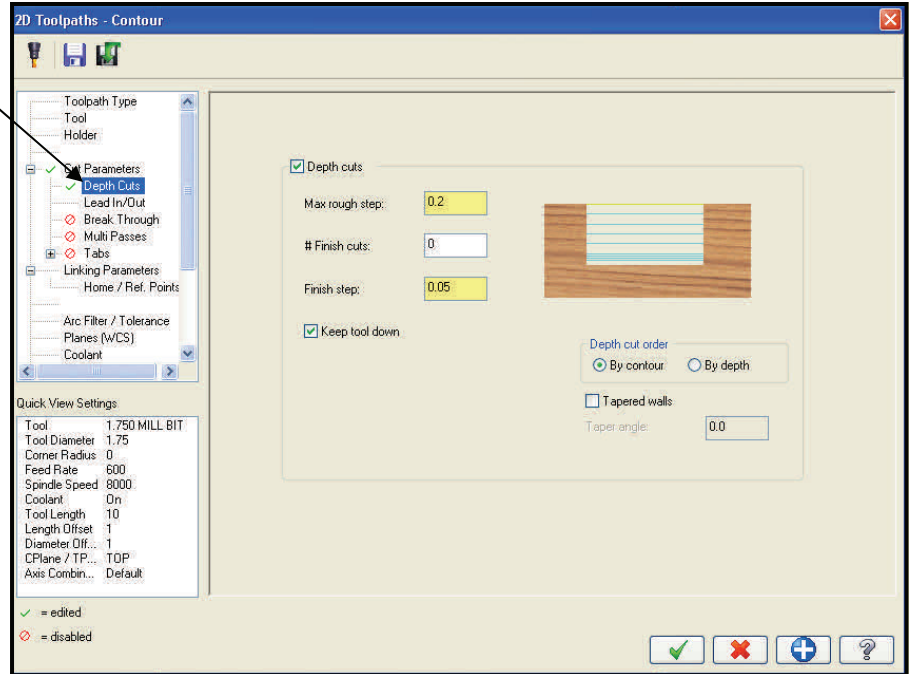 2D Toolpaths - Contour
Toolpath Type
Tool
Holder
Cut Parameters
Depth Cuts
Lead In/Out
Break Through
Multi Passes
Tabs
Linking Parameters
Home / Ref. Points
Arc Filter / Tolerance
Planes (WCS)
Coolant
Quick View Settings
Tool 1.750 MILL BIT
Tool Diameter 1.75
Corner Radius 0
Feed Rate 600
Spindle Speed 8000
Coolant On
Tool Length 10
Length Offset 1
Diameter Off... 1
CPlane / TP... TOP
Axis Combin... Default
= edited
= disabled
Depth cuts
Max rough step: 0.2
# Finish cuts: 0
Finish step: 0.05
Keep tool down
Depth cut order
By contour By depth
Tapered walls
Taper angle: 0.0